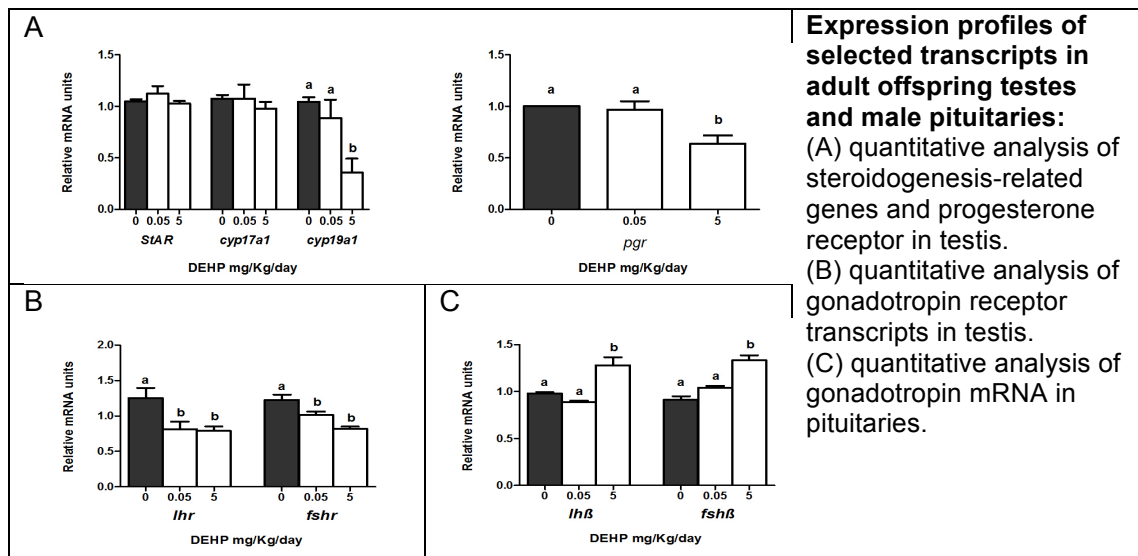 A
Relative mRNA units
1.5
1.0
0.5
0.0
a a
b
0 0.05 5 0 0.05 5 0 0.05 5
StAR cyp17a1 cyp19a1
DEHP mg/Kg/day
Relative mRNA units
1.5
1.0
0.5
0.0
a a b
0 0.05 5
pgr
DEHP mg/Kg/day
Expression profiles of
selected transcripts in
adult offspring testes
and male pituitaries:
(A) quantitative analysis of
steroidogenesis-related
genes and progesterone
receptor in testis.
(B) quantitative analysis of
gonadotropin receptor
transcripts in testis.
(C) quantitative analysis of
gonadotropin mRNA in
pituitaries.
B
Relative mRNA units
2.0
1.5
1.0
0.5
0.0
a b b a b b
0 0.05 5 0 0.05 5
lhr fshr
DEHP mg/Kg/day
C
Relative mRNA units
1.5
1.0
0.5
0.0
a a b a a b
0 0.05 5 0 0.05 5
lhß fshß
DEHP mg/Kg/day